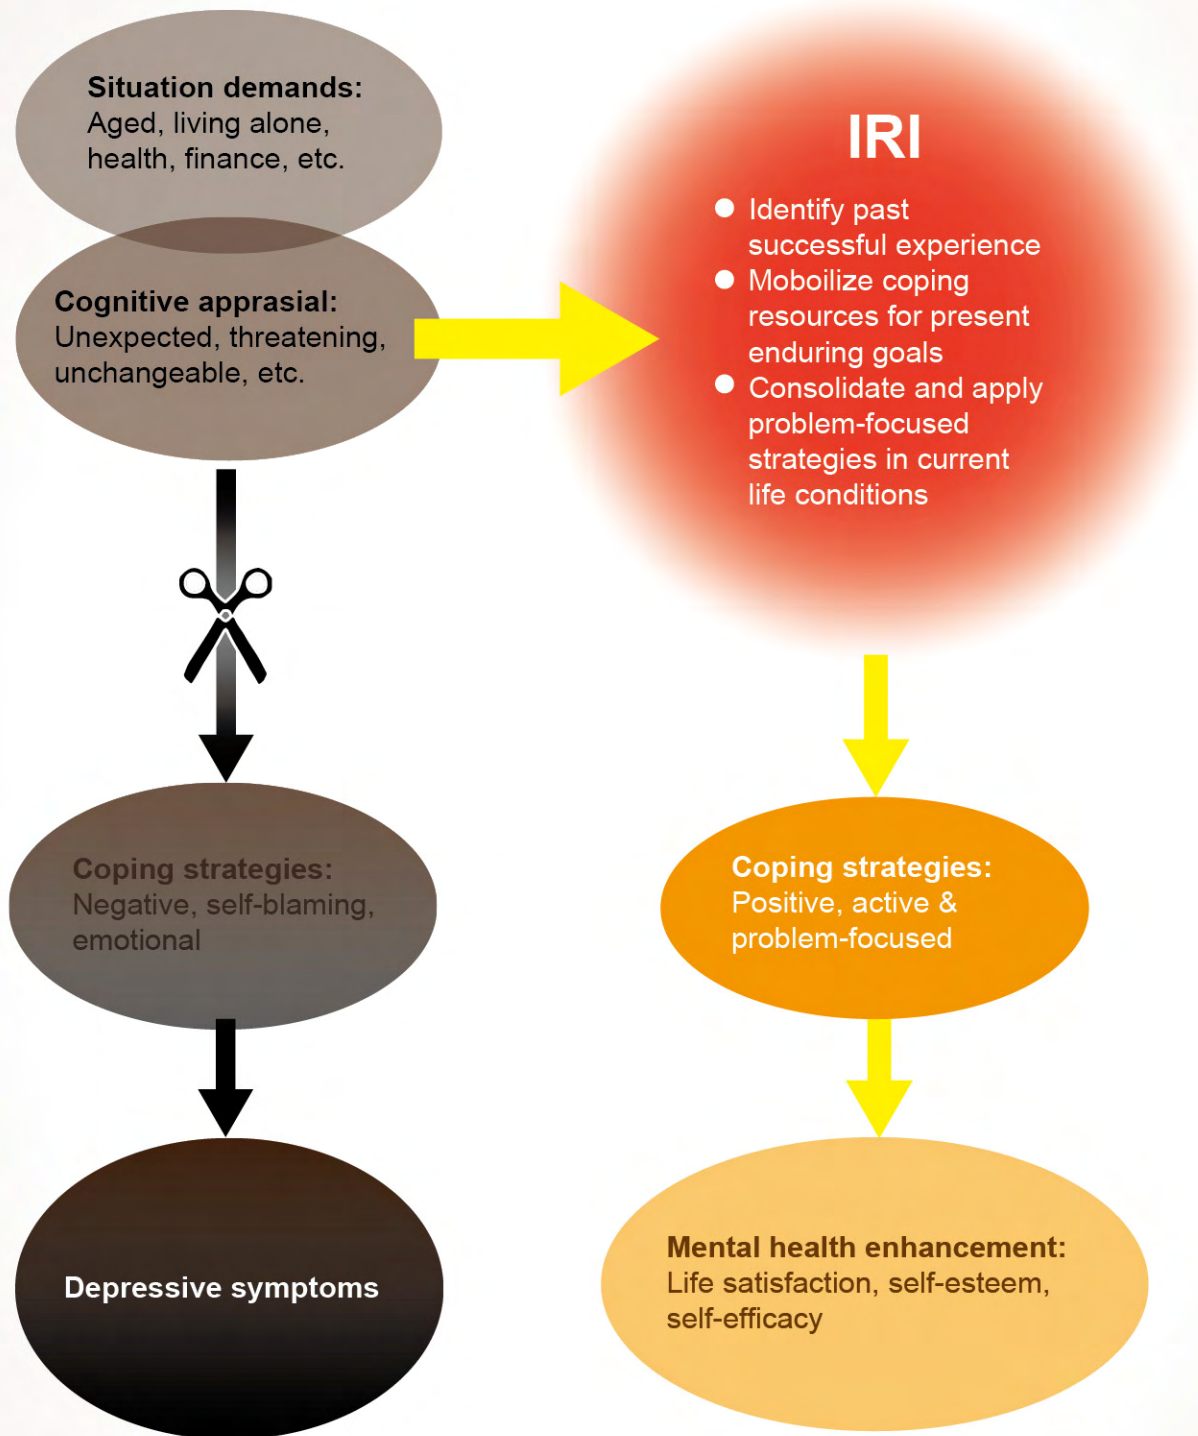 Situation demands:
Aged, living alone,
health, finance, etc.
Cognitive apprasial:
Unexpected, threatening,
unchangeable, etc.
IRI
Identify past
successful experience
Moboilize coping
resources for present
enduring goals
Consolidate and apply
problem-focused
strategies in current
life conditions
Coping strategies:
Negative, self-blaming,
emotional
Coping strategies:
Positive, active &
problem-focused
Depressive symptoms
Mental health enhancement:
Life satisfaction, self-esteem,
self-efficacy